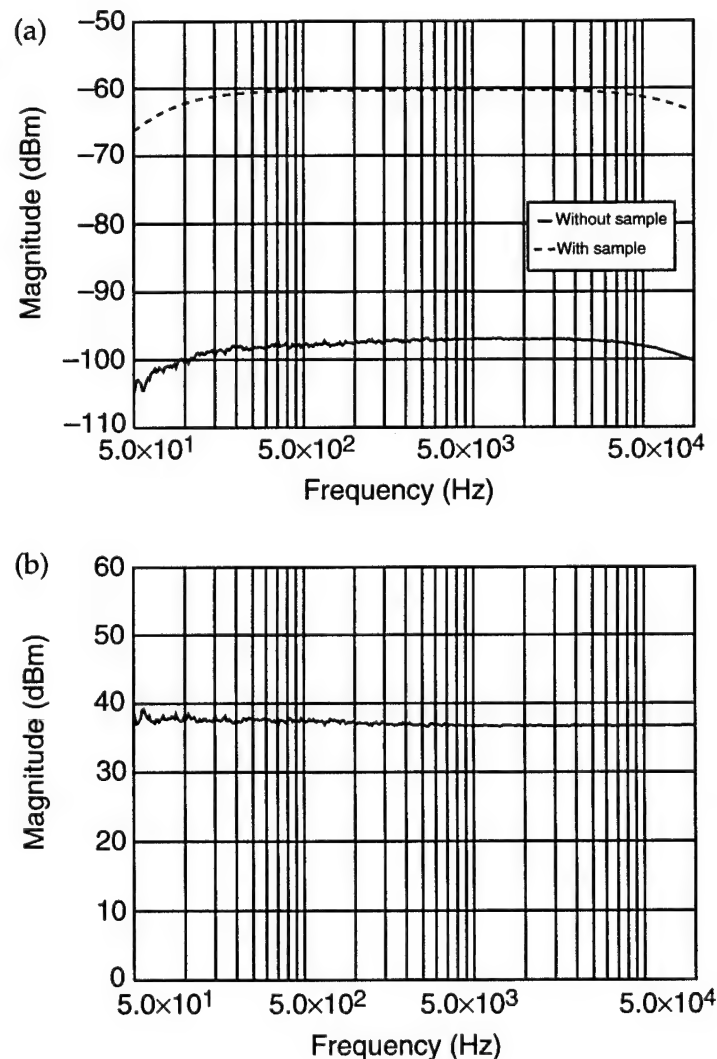 (a)
Magnitude (dBm)
−50
−60
−70
−80
−90
−100
−110
Without sample
With sample
5.0×10¹ 5.0×10² 5.0×10³ 5.0×10⁴
Frequency (Hz)
(b)
Magnitude (dBm)
60
50
40
30
20
10
0
5.0×10¹ 5.0×10² 5.0×10³ 5.0×10⁴
Frequency (Hz)